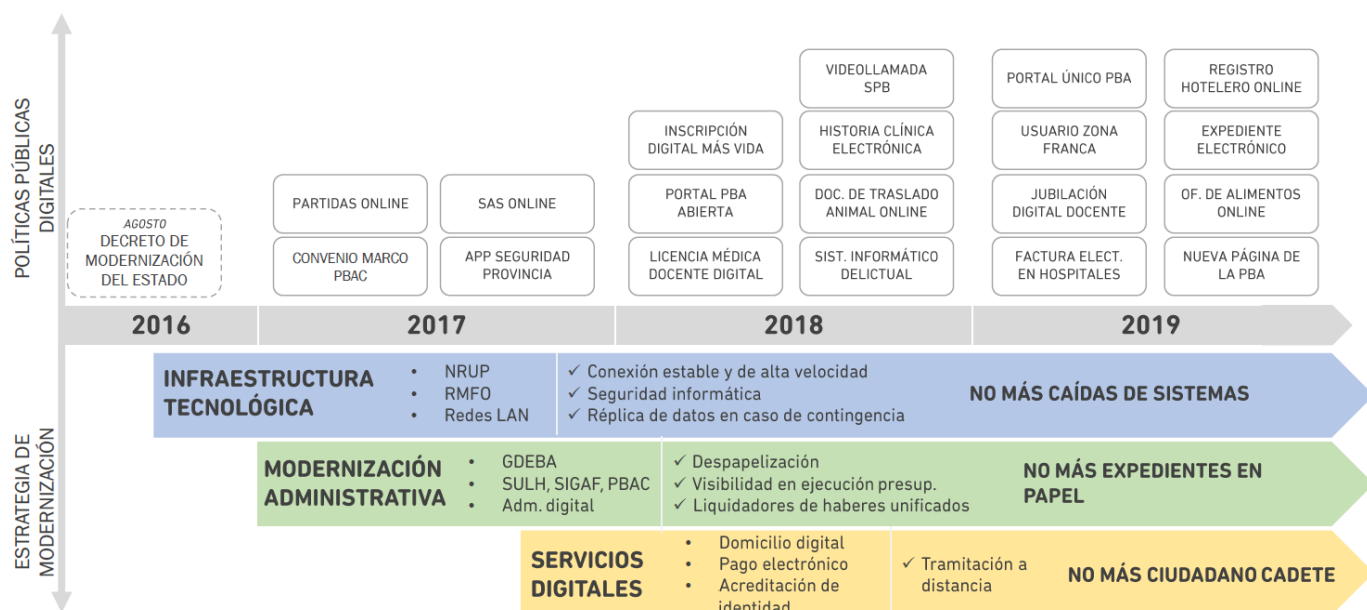 POLÍTICAS PÚBLICAS
DIGITALES
AGOSTO
DECRETO DE
MODERNIZACIÓN
DEL ESTADO
PARTIDAS ONLINE
SAS ONLINE
CONVENIO MARCO
PBAC
APP SEGURIDAD
PROVINCIA
INSCRIPCIÓN
DIGITAL MÁS VIDA
PORTAL PBA
ABIERTA
LICENCIA MÉDICA
DOCENTE DIGITAL
VIDEOLLAMADA
SPB
HISTORIA CLÍNICA
ELECTRÓNICA
DOC. DE TRASLADO
ANIMAL ONLINE
SIST. INFORMÁTICO
DELICTUAL
PORTAL ÚNICO PBA
USUARIO ZONA
FRANCA
JUBILACIÓN
DIGITAL DOCENTE
FACTURA ELECT.
EN HOSPITALES
REGISTRO
HOTELERO ONLINE
EXPEDIENTE
ELECTRÓNICO
OF. DE ALIMENTOS
ONLINE
NUEVA PÁGINA DE
LA PBA
2016
2017
2018
2019
ESTRATEGIA DE
MODERNIZACIÓN
INFRAESTRUCTURA
TECNOLÓGICA
• NRUP
• RMFO
• Redes LAN
✓ Conexión estable y de alta velocidad
✓ Seguridad informática
✓ Réplica de datos en caso de contingencia
NO MÁS CAÍDAS DE SISTEMAS
MODERNIZACIÓN
ADMINISTRATIVA
• GDEBA
• SULH, SIGAF, PBAC
• Adm. digital
✓ Despapelización
✓ Visibilidad en ejecución presup.
✓ Liquidadores de haberes unificados
NO MÁS EXPEDIENTES EN
PAPEL
SERVICIOS
DIGITALES
• Domicilio digital
• Pago electrónico
• Acreditación de
identidad
✓ Tramitación a
distancia
NO MÁS CIUDADANO CADETE